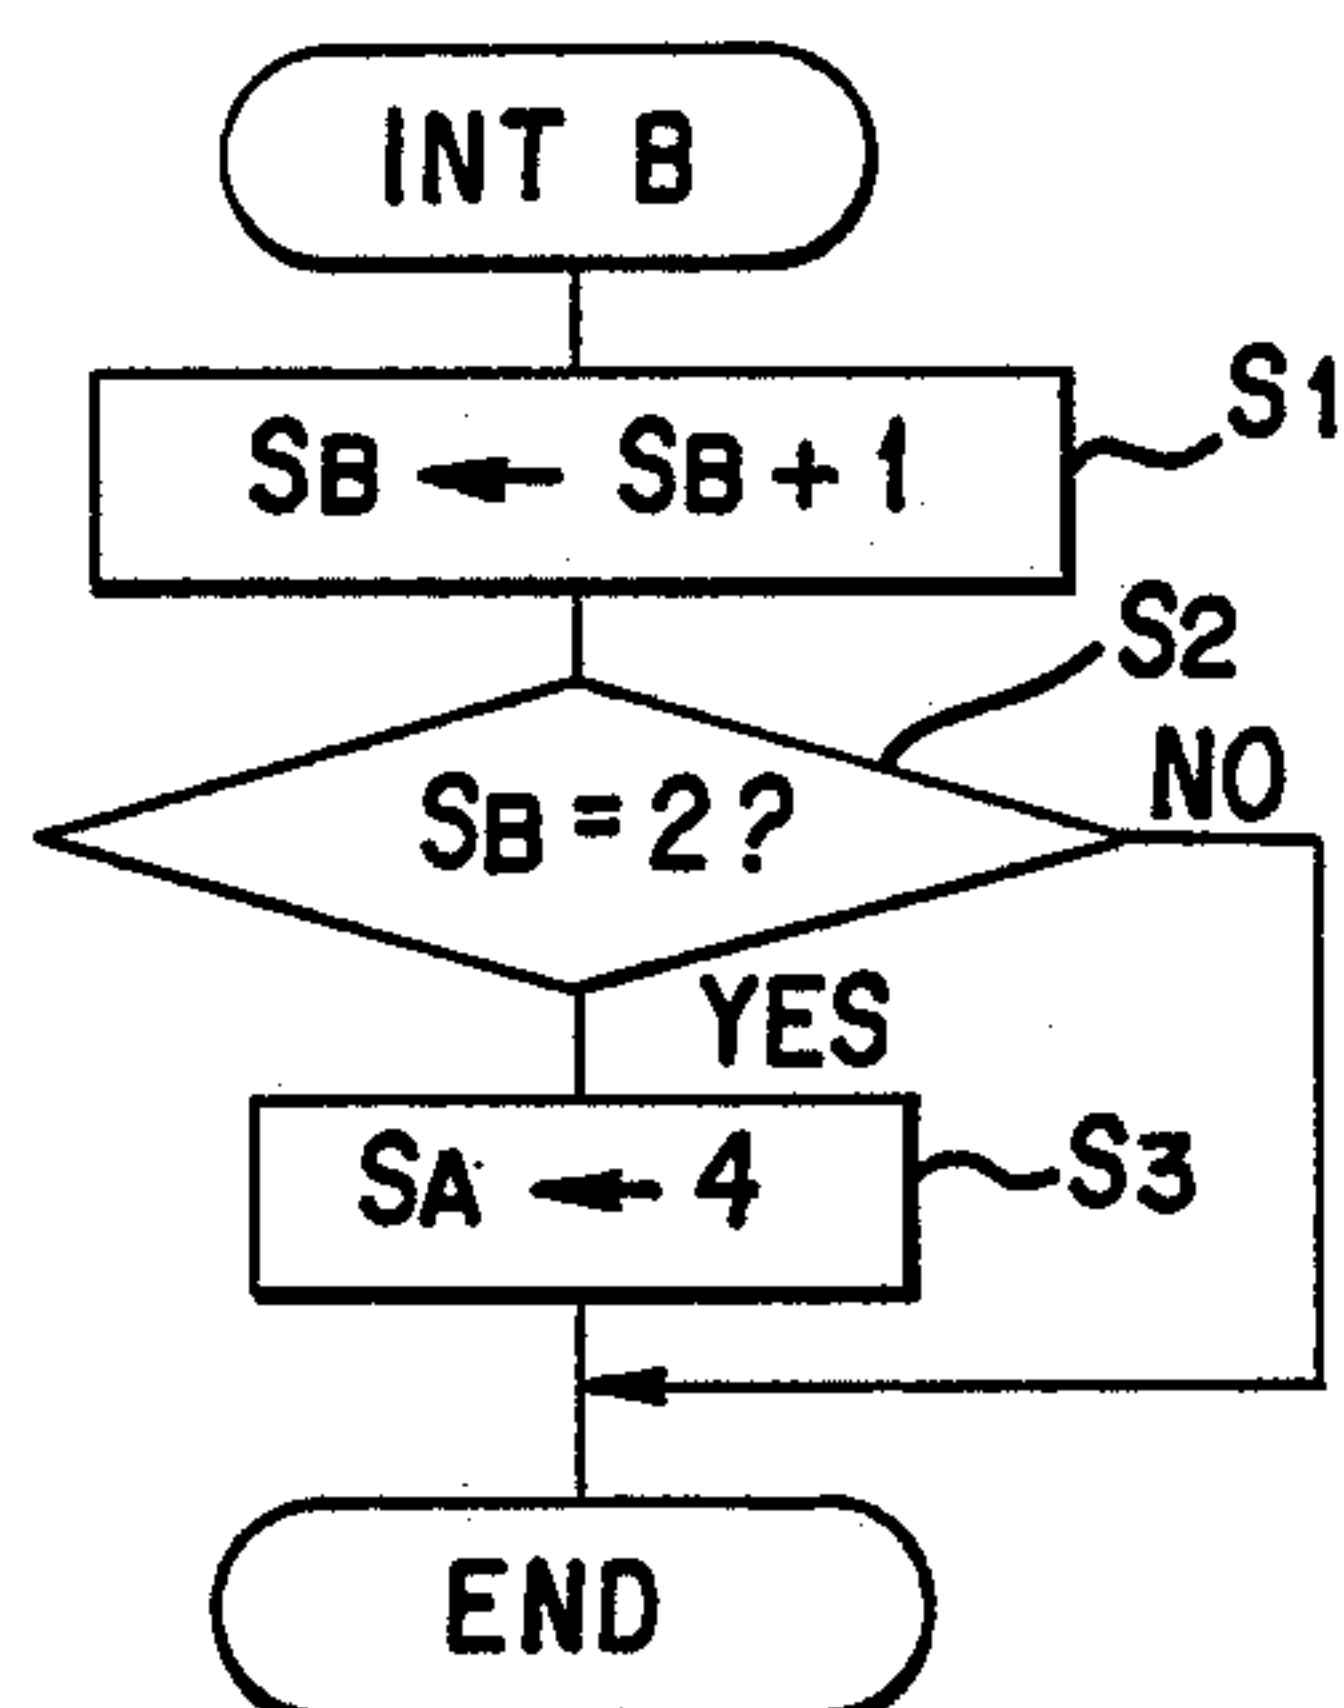 INT B
SB ← SB + 1
S1
S2
SB = 2?
NO
YES
SA ← 4
S3
END